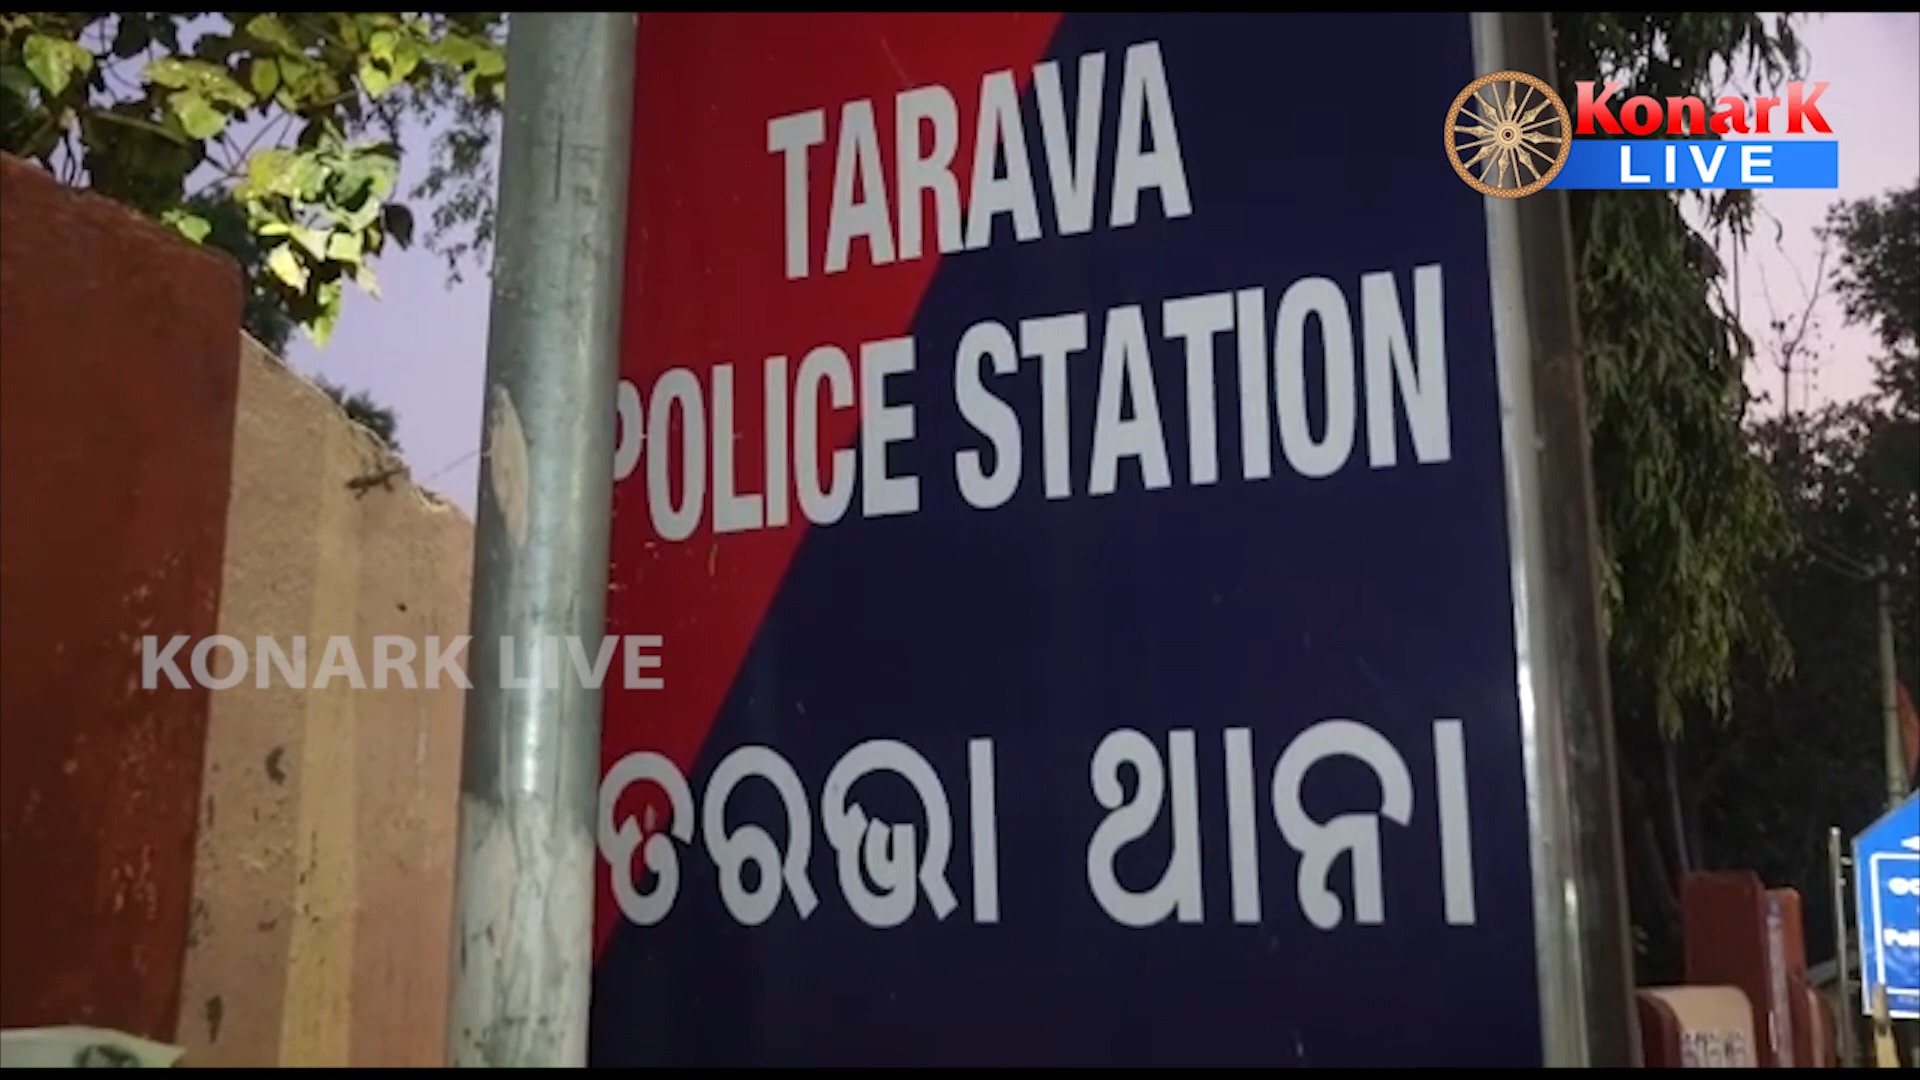 TARAVA
POLICE STATION
ତରଭା ଥାନା
KonarK
LIVE
KONARK LIVE